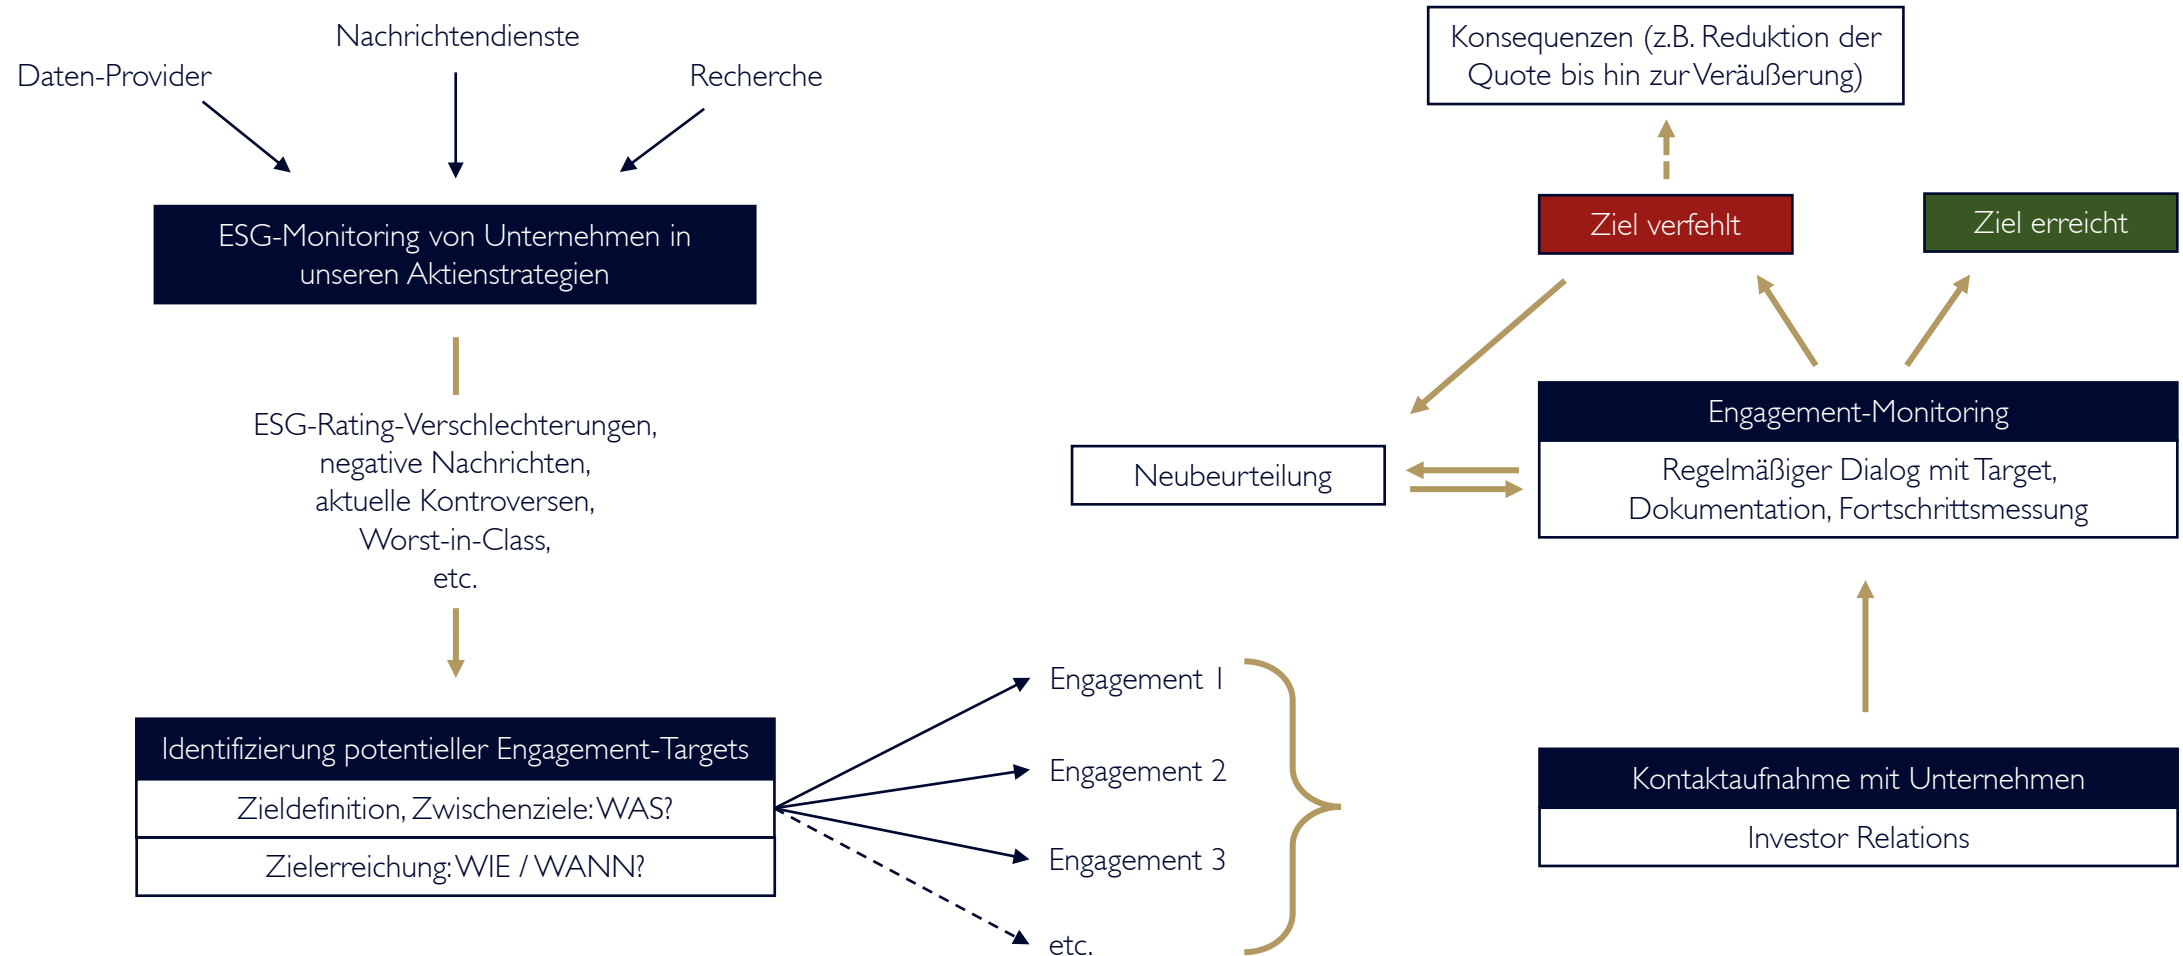 Nachrichtendienste
Daten-Provider
Recherche
ESG-Monitoring von Unternehmen in
unseren Aktienstrategien
ESG-Rating-Verschlechterungen,
negative Nachrichten,
aktuelle Kontroversen,
Worst-in-Class,
etc.
Identifizierung potentieller Engagement-Targets
Zieldefinition, Zwischenziele: WAS?
Zielerreichung: WIE / WANN?
Engagement 1
Engagement 2
Engagement 3
etc.
Kontaktaufnahme mit Unternehmen
Investor Relations
Engagement-Monitoring
Regelmäßiger Dialog mit Target,
Dokumentation, Fortschrittsmessung
Neubeurteilung
Ziel verfehlt
Ziel erreicht
Konsequenzen (z.B. Reduktion der
Quote bis hin zur Veräußerung)